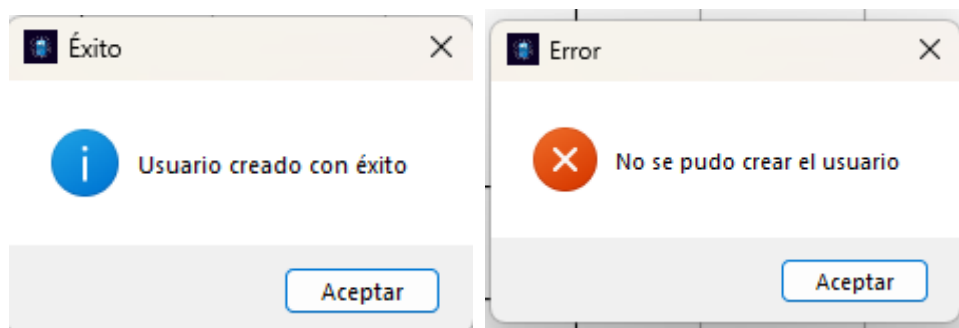 Éxito
Usuario creado con éxito
Aceptar
Error
No se pudo crear el usuario
Aceptar